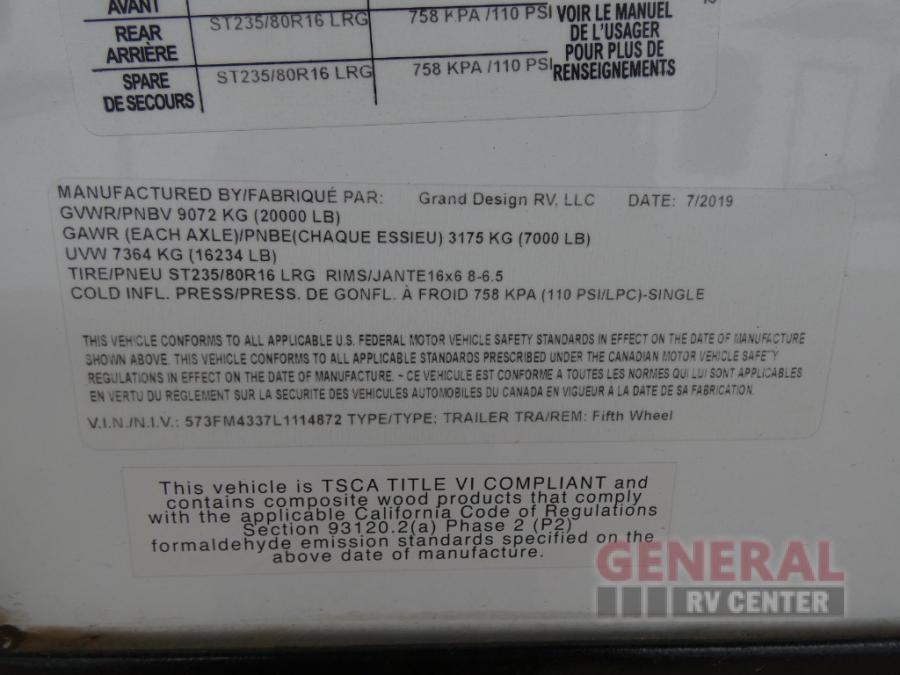 AVANT
REAR
ARRIÈRE
ST235/80R16 LRG
758 KPA /110 PSI
SPARE
DE SECOURS
ST235/80R16 LRG
758 KPA /110 PSI
VOIR LE MANUEL
DE L'USAGER
POUR PLUS DE
RENSEIGNEMENTS
MANUFACTURED BY/FABRIQUÉ PAR: Grand Design RV, LLC DATE: 7/2019
GVWR/PNBV 9072 KG (20000 LB)
GAWR (EACH AXLE)/PNBE(CHAQUE ESSIEU) 3175 KG (7000 LB)
UVW 7364 KG (16234 LB)
TIRE/PNEU ST235/80R16 LRG RIMS/JANTE16x6 8-6.5
COLD INFL. PRESS/PRESS. DE GONFL. À FROID 758 KPA (110 PSI/LPC)-SINGLE
THIS VEHICLE CONFORMS TO ALL APPLICABLE U.S. FEDERAL MOTOR VEHICLE SAFETY STANDARDS IN EFFECT ON THE DATE OF MANUFACTURE
SHOWN ABOVE. THIS VEHICLE CONFORMS TO ALL APPLICABLE STANDARDS PRESCRIBED UNDER THE CANADIAN MOTOR VEHICLE SAFETY
REGULATIONS IN EFFECT ON THE DATE OF MANUFACTURE. - CE VEHICULE EST CONFORME A TOUTES LES NORMES QUI LUI SONT APPLICABLES
EN VERTU DU REGLEMENT SUR LA SECURITE DES VEHICULES AUTOMOBILES DU CANADA EN VIGUEUR A LA DATE DE SA FABRICATION.
V.I.N./N.I.V.: 573FM4337L1114872 TYPE/TYPE: TRAILER TRA/REM: Fifth Wheel
This vehicle is TSCA TITLE VI COMPLIANT and
contains composite wood products that comply
with the applicable California Code of Regulations
Section 93120.2(a) Phase 2 (P2)
formaldehyde emission standards specified on the
above date of manufacture.
GENERAL
RV CENTER